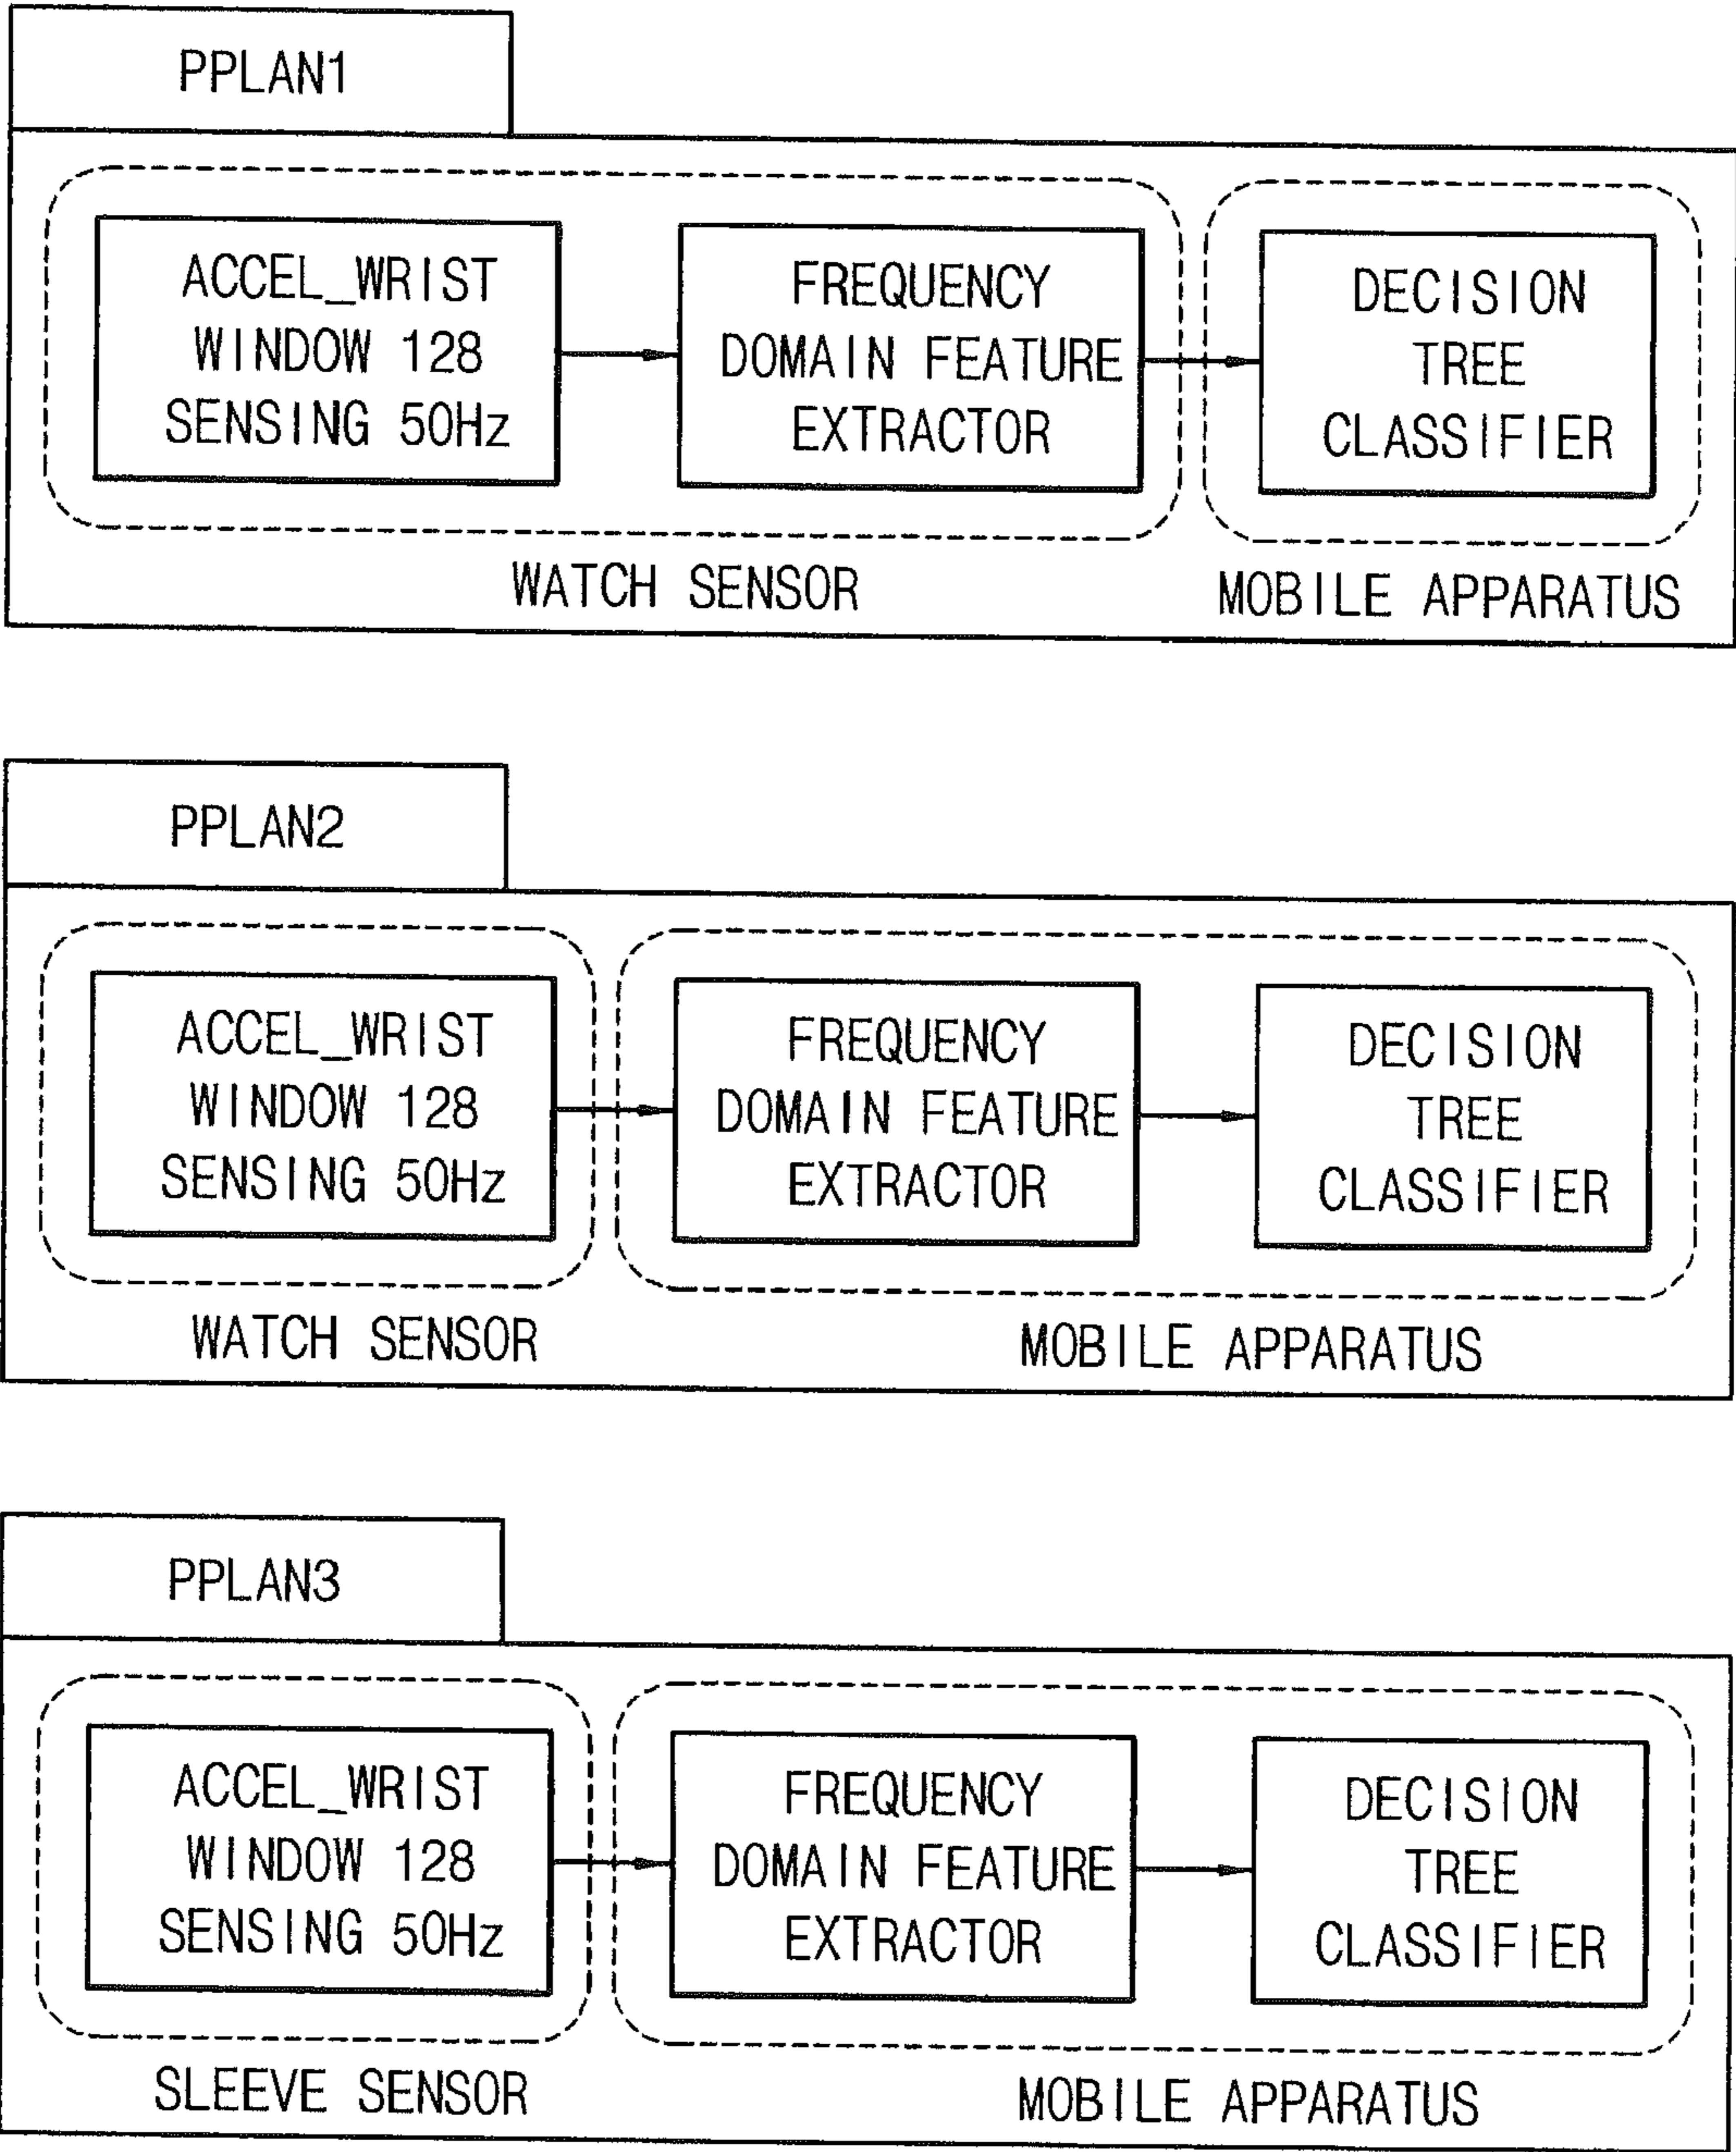 PPLAN1
ACCEL_WRIST
WINDOW 128
SENSING 50Hz
FREQUENCY
DOMAIN FEATURE
EXTRACTOR
DECISION
TREE
CLASSIFIER
WATCH SENSOR
MOBILE APPARATUS
PPLAN2
ACCEL_WRIST
WINDOW 128
SENSING 50Hz
FREQUENCY
DOMAIN FEATURE
EXTRACTOR
DECISION
TREE
CLASSIFIER
WATCH SENSOR
MOBILE APPARATUS
PPLAN3
ACCEL_WRIST
WINDOW 128
SENSING 50Hz
FREQUENCY
DOMAIN FEATURE
EXTRACTOR
DECISION
TREE
CLASSIFIER
SLEEVE SENSOR
MOBILE APPARATUS